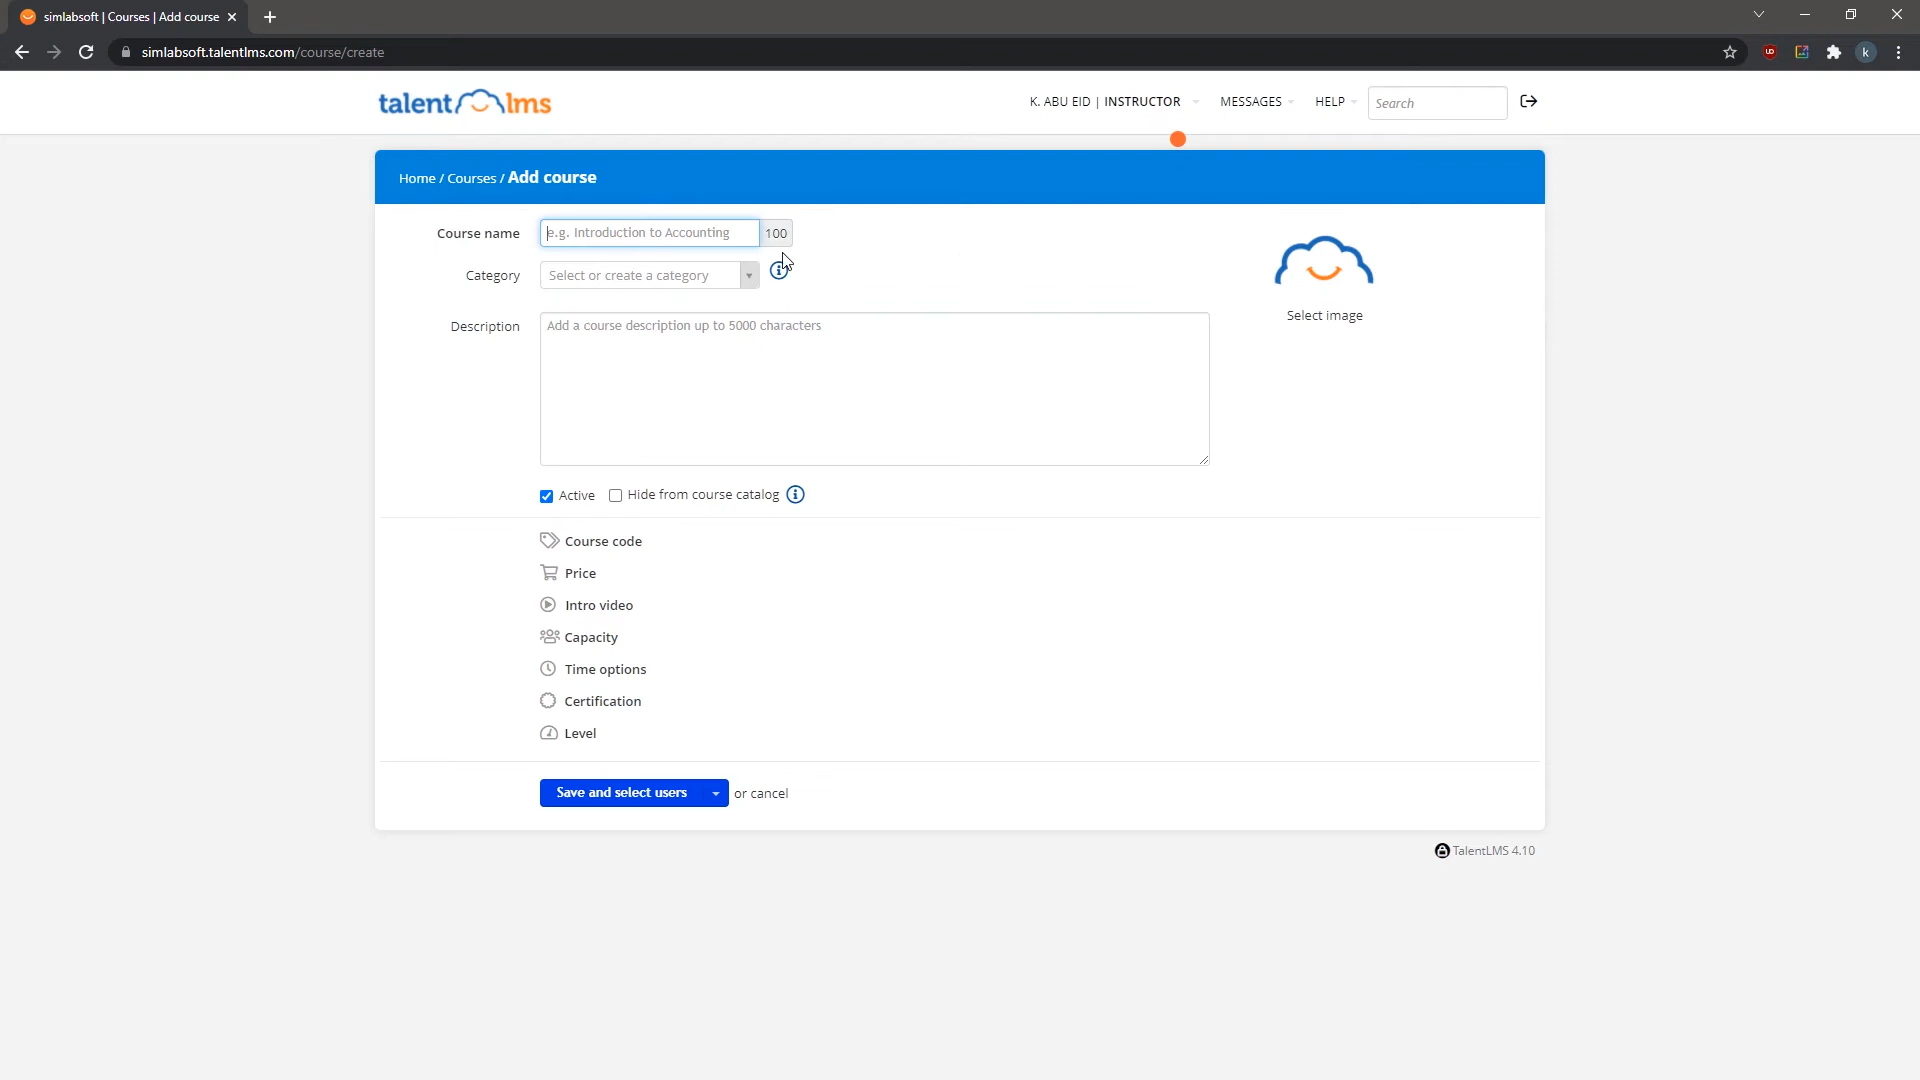 simlabsoft | Courses | Add course
simlabsoft.talentlms.com/course/create
k
talent lms
K. ABU EID | INSTRUCTOR
MESSAGES
HELP
Search
Home / Courses / Add course
Course name
e.g. Introduction to Accounting
100
Category
Select or create a category
Select image
Description
Add a course description up to 5000 characters
Active
Hide from course catalog
Course code
Price
Intro video
Capacity
Time options
Certification
Level
Save and select users
or cancel
TalentLMS 4.10